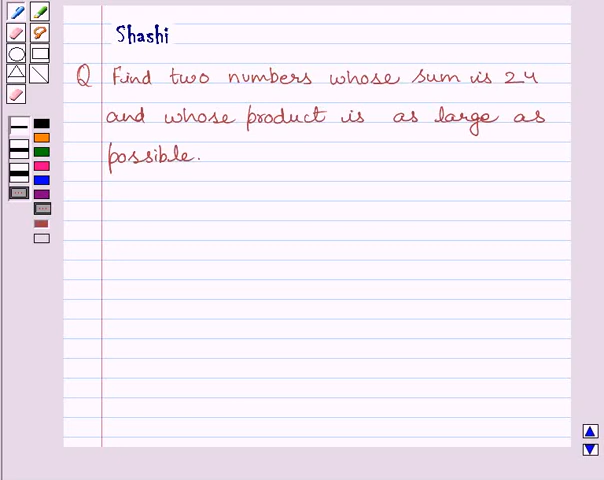 Shashi
Q Find two numbers whose sum is 24
and whose product is as large as
possible.